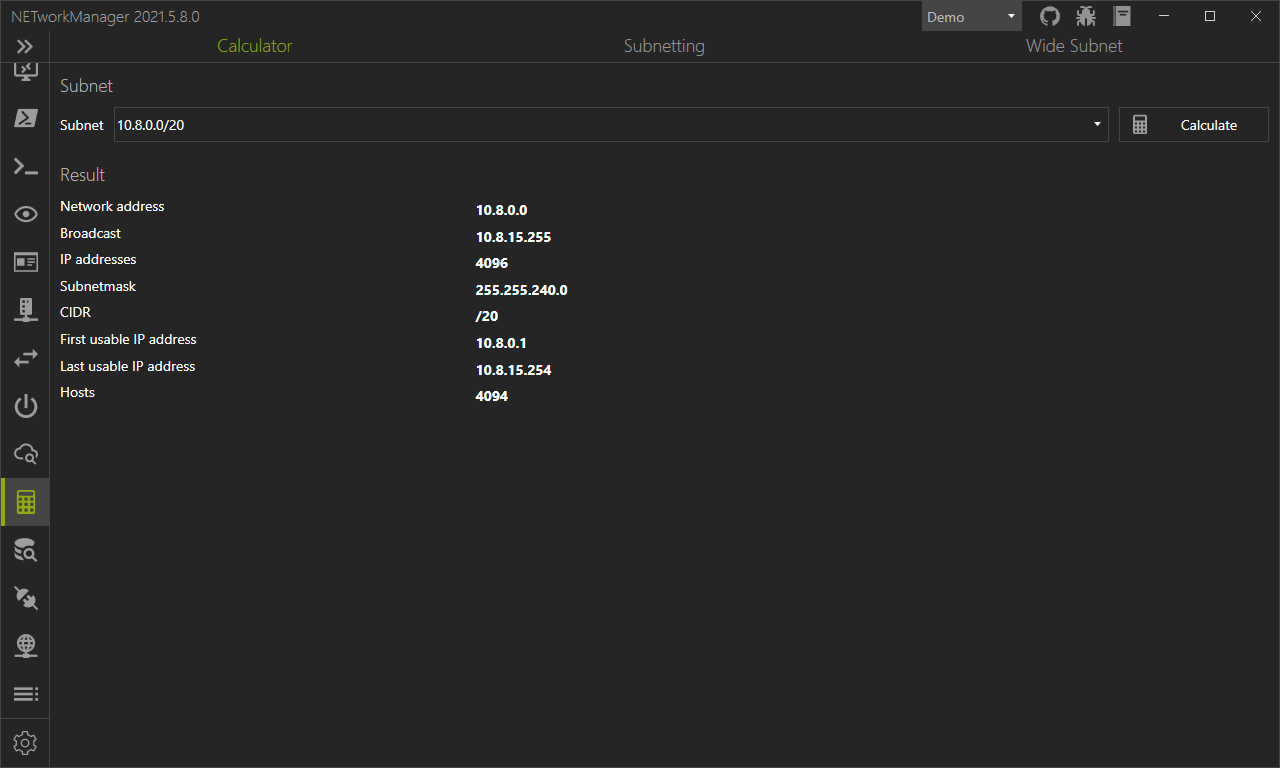 NETworkManager 2021.5.8.0
Demo
Calculator
Subnetting
Wide Subnet
Subnet
Subnet 10.8.0.0/20 Calculate
Result
Network address 10.8.0.0
Broadcast 10.8.15.255
IP addresses 4096
Subnetmask 255.255.240.0
CIDR /20
First usable IP address 10.8.0.1
Last usable IP address 10.8.15.254
Hosts 4094